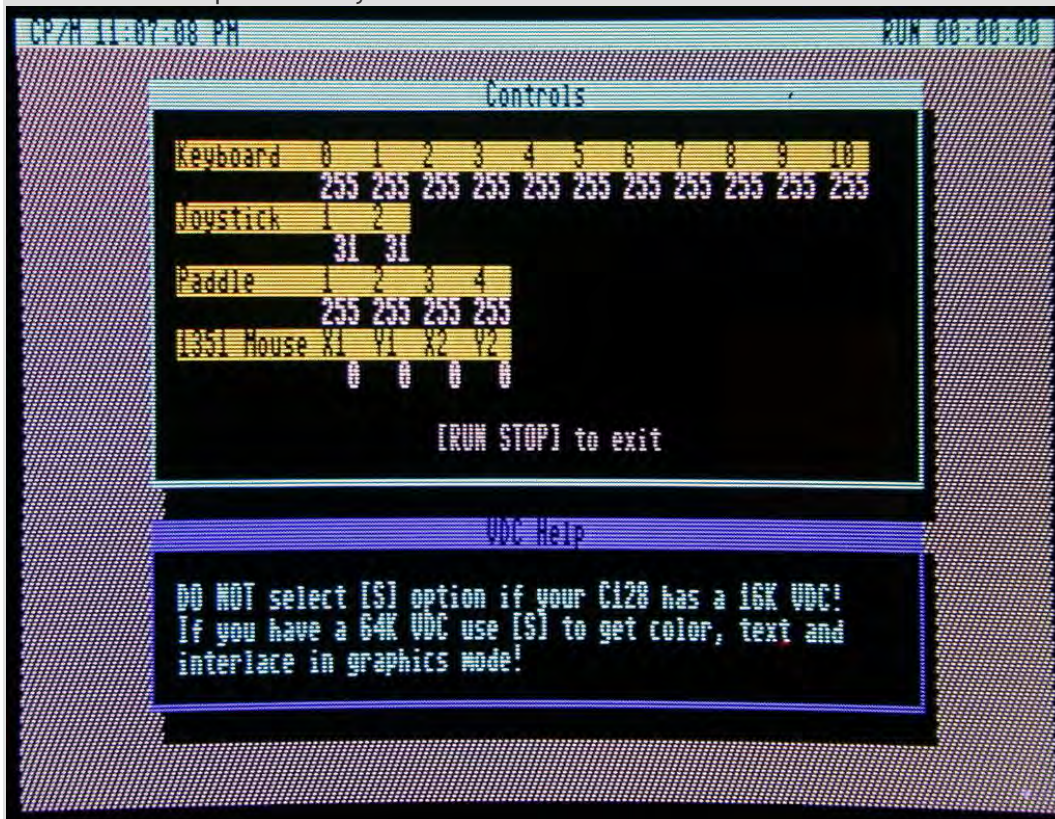 CP/M 11:07:08 PM RUN 00:00:00
Controls
Keyboard 0 1 2 3 4 5 6 7 8 9 10
255 255 255 255 255 255 255 255 255 255 255
Joystick 1 2
31 31
Paddle 1 2 3 4
255 255 255 255
1351 Mouse X1 Y1 X2 Y2
0 0 0 0
[RUN STOP] to exit
VDC Help
DO NOT select [S] option if your C128 has a 16K VDC!
If you have a 64K VDC use [S] to get color, text and
interlace in graphics mode!